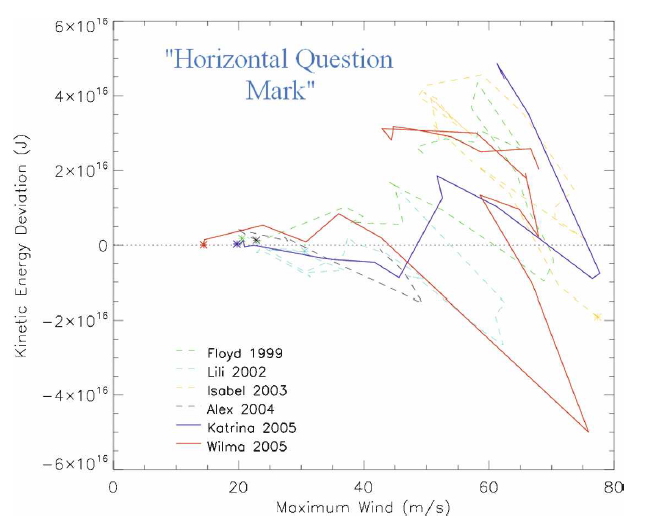 "Horizontal Question
Mark"
Kinetic Energy Deviation (J)
6×10¹⁶
4×10¹⁶
2×10¹⁶
0
−2×10¹⁶
−4×10¹⁶
−6×10¹⁶
Floyd 1999
Lili 2002
Isabel 2003
Alex 2004
Katrina 2005
Wilma 2005
0 20 40 60 80
Maximum Wind (m/s)